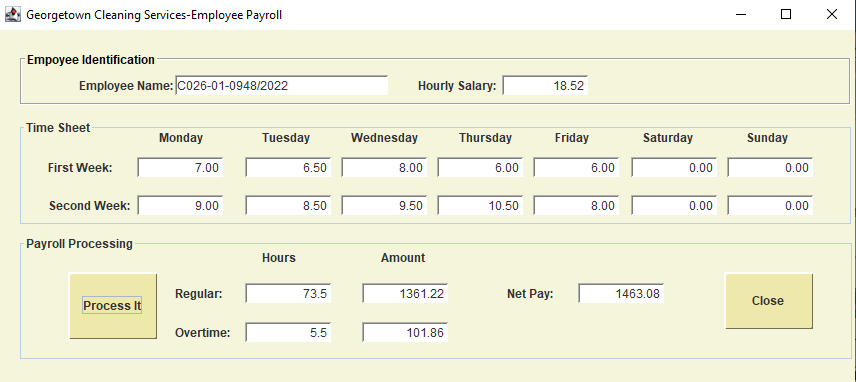 Georgetown Cleaning Services-Employee Payroll
Empoyee Identification
Employee Name: C026-01-0948/2022 Hourly Salary: 18.52
Time Sheet
Monday Tuesday Wednesday Thursday Friday Saturday Sunday
First Week: 7.00 6.50 8.00 6.00 6.00 0.00 0.00
Second Week: 9.00 8.50 9.50 10.50 8.00 0.00 0.00
Payroll Processing
Hours Amount
Process It Regular: 73.5 1361.22 Net Pay: 1463.08 Close
Overtime: 5.5 101.86